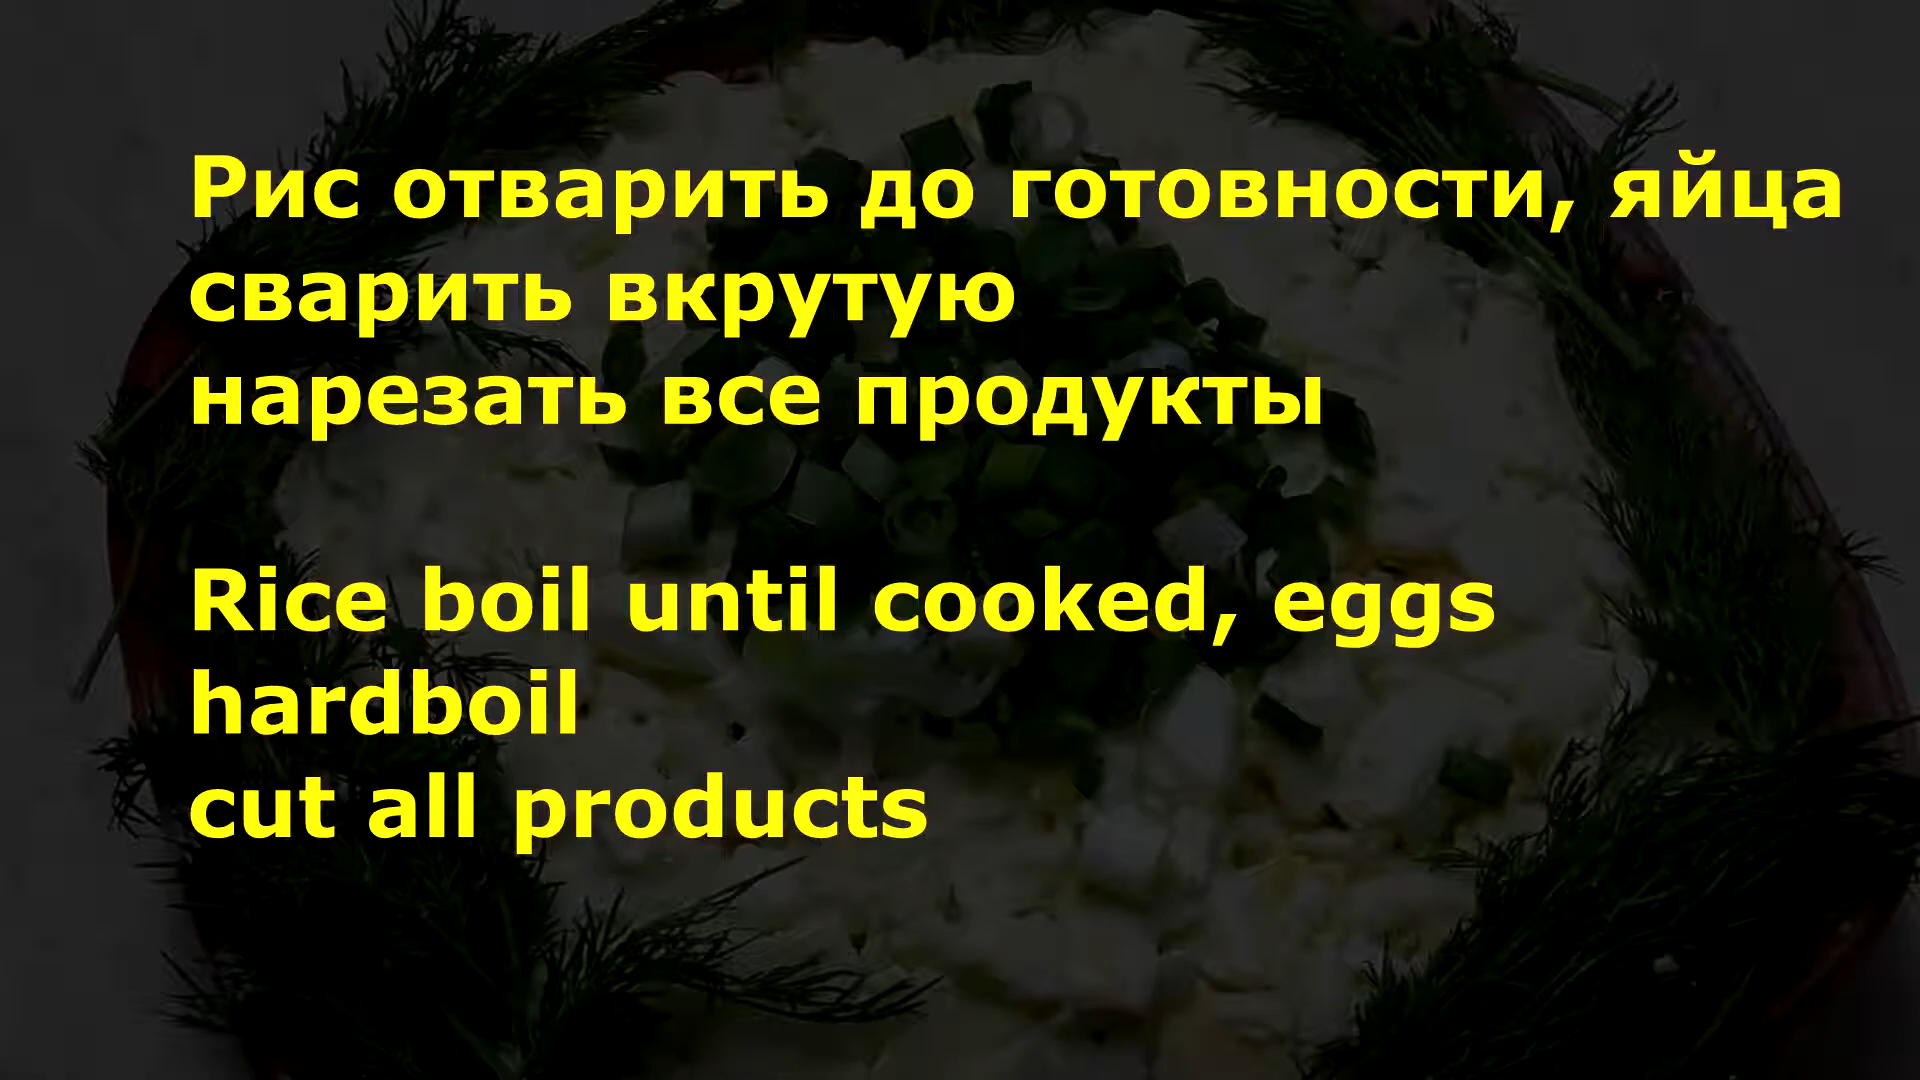 Рис отварить до готовности, яйца
сварить вкрутую
нарезать все продукты
Rice boil until cooked, eggs
hardboil
cut all products